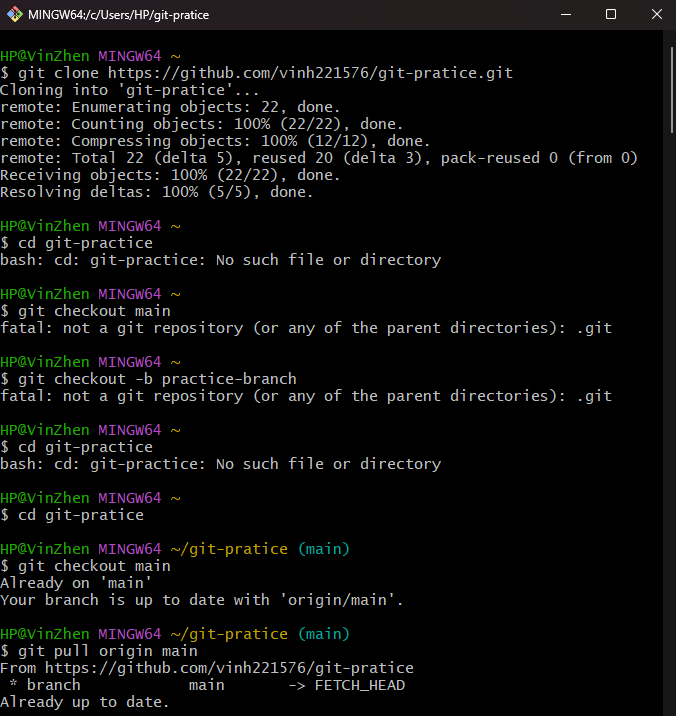 MINGW64:/c/Users/HP/git-pratice
HP@VinZhen MINGW64 ~
$ git clone https://github.com/vinh221576/git-pratice.git
Cloning into 'git-pratice'...
remote: Enumerating objects: 22, done.
remote: Counting objects: 100% (22/22), done.
remote: Compressing objects: 100% (12/12), done.
remote: Total 22 (delta 5), reused 20 (delta 3), pack-reused 0 (from 0)
Receiving objects: 100% (22/22), done.
Resolving deltas: 100% (5/5), done.
HP@VinZhen MINGW64 ~
$ cd git-practice
bash: cd: git-practice: No such file or directory
HP@VinZhen MINGW64 ~
$ git checkout main
fatal: not a git repository (or any of the parent directories): .git
HP@VinZhen MINGW64 ~
$ git checkout -b practice-branch
fatal: not a git repository (or any of the parent directories): .git
HP@VinZhen MINGW64 ~
$ cd git-practice
bash: cd: git-practice: No such file or directory
HP@VinZhen MINGW64 ~
$ cd git-pratice
HP@VinZhen MINGW64 ~/git-pratice (main)
$ git checkout main
Already on 'main'
Your branch is up to date with 'origin/main'.
HP@VinZhen MINGW64 ~/git-pratice (main)
$ git pull origin main
From https://github.com/vinh221576/git-pratice
 * branch            main       -> FETCH_HEAD
Already up to date.